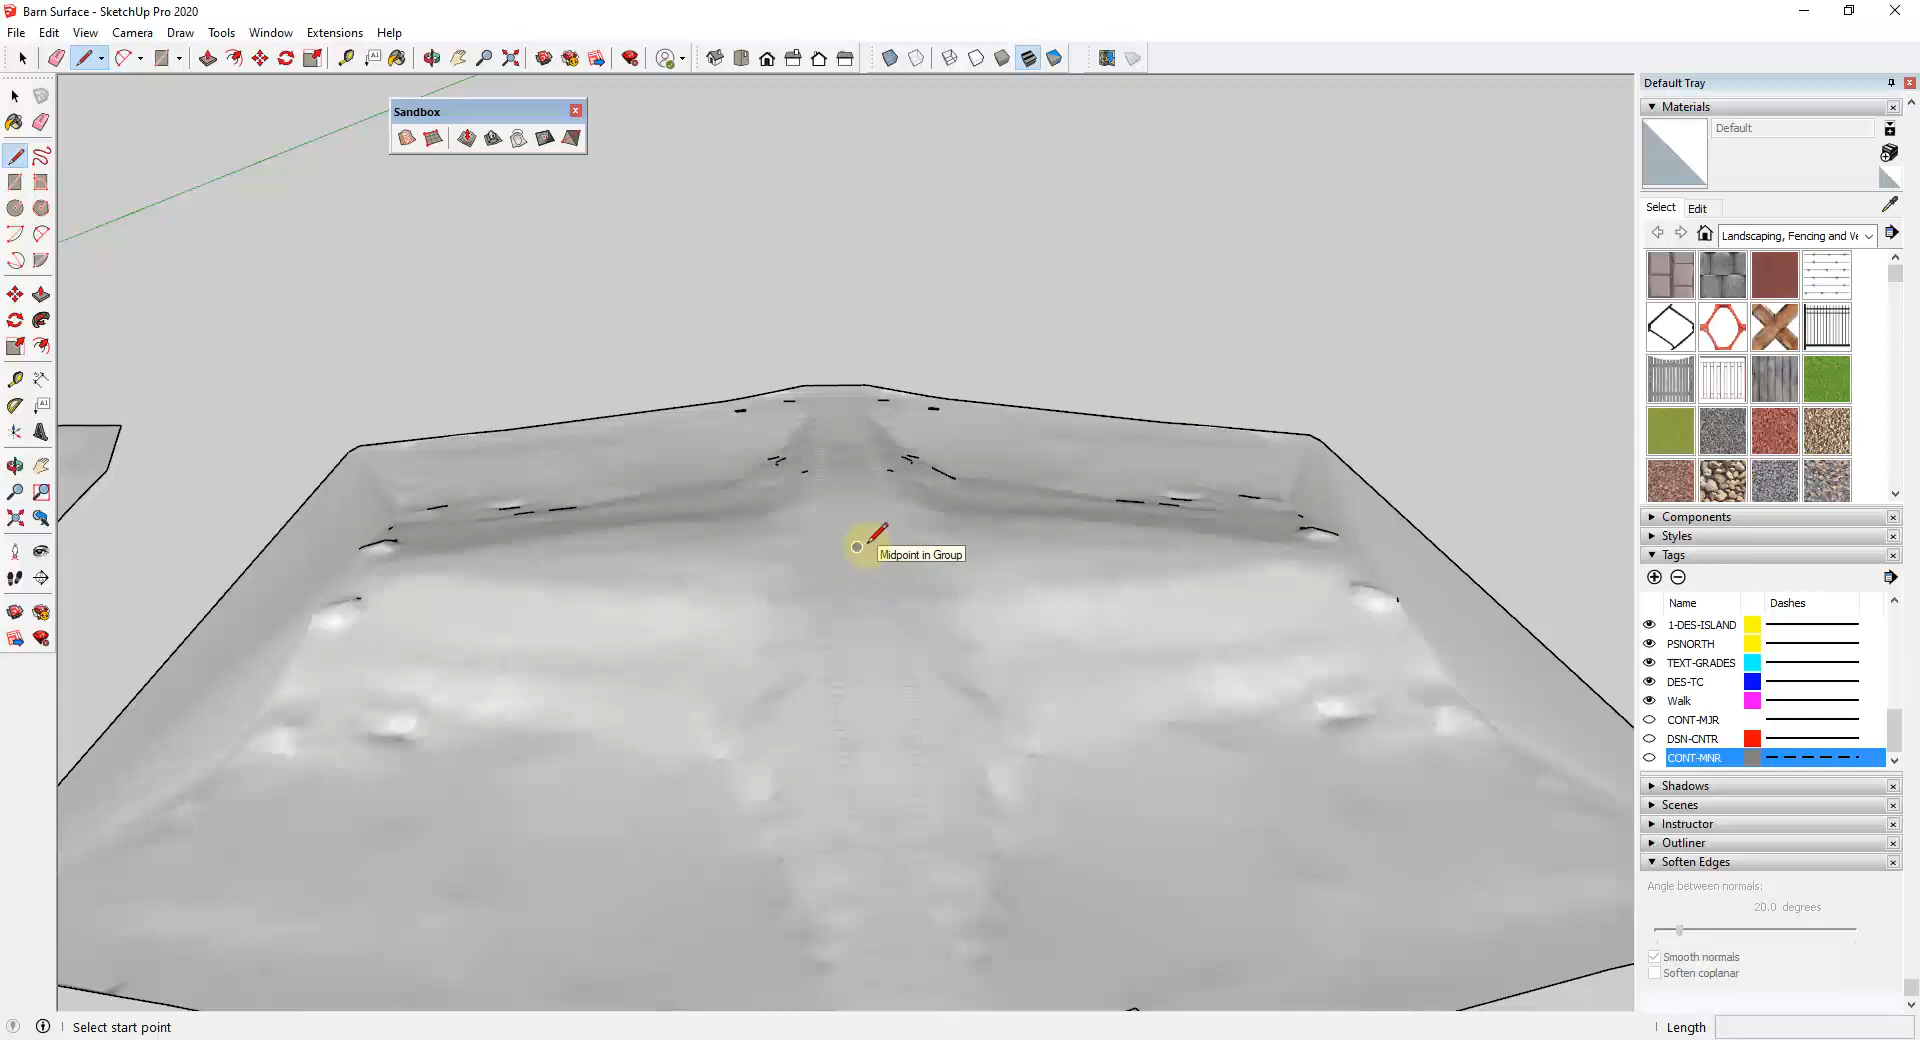 Barn Surface - SketchUp Pro 2020
File Edit View Camera Draw Tools Window Extensions Help
Sandbox
Midpoint in Group
Default Tray
Materials
Default
Select Edit
Landscaping, Fencing and Ve
Components
Styles
Tags
Name Dashes
1-DES-ISLAND
PSNORTH
TEXT-GRADES
DES-TC
Walk
CONT-MJR
DSN-CNTR
CONT-MNR
Shadows
Scenes
Instructor
Outliner
Soften Edges
Angle between normals:
20.0 degrees
Smooth normals
Soften coplanar
Select start point
Length